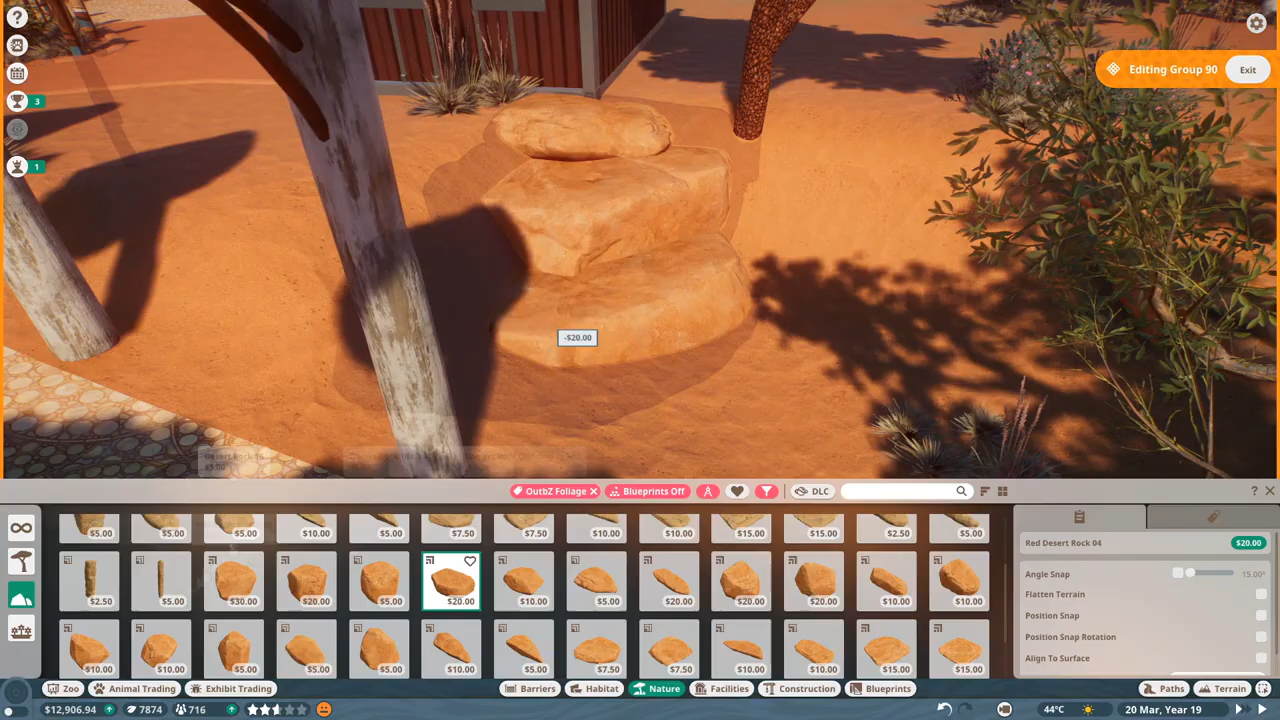 ?
Editing Group 90
Exit
3
1
-$20.00
OutbZ Foliage ×
Blueprints Off
DLC
?
$5.00
$5.00
$5.00
$10.00
$5.00
$7.50
$7.50
$10.00
$10.00
$15.00
$15.00
$2.50
$5.00
$2.50
$5.00
$30.00
$20.00
$5.00
$20.00
$10.00
$5.00
$20.00
$20.00
$20.00
$10.00
$10.00
$10.00
$10.00
$5.00
$5.00
$5.00
$10.00
$5.00
$7.50
$7.50
$10.00
$10.00
$15.00
$15.00
Red Desert Rock 04
$20.00
Angle Snap
15.00°
Flatten Terrain
Position Snap
Position Snap Rotation
Align To Surface
Zoo
Animal Trading
Exhibit Trading
Barriers
Habitat
Nature
Facilities
Construction
Blueprints
Paths
Terrain
$12,906.94
7874
716
44°C
20 Mar, Year 19